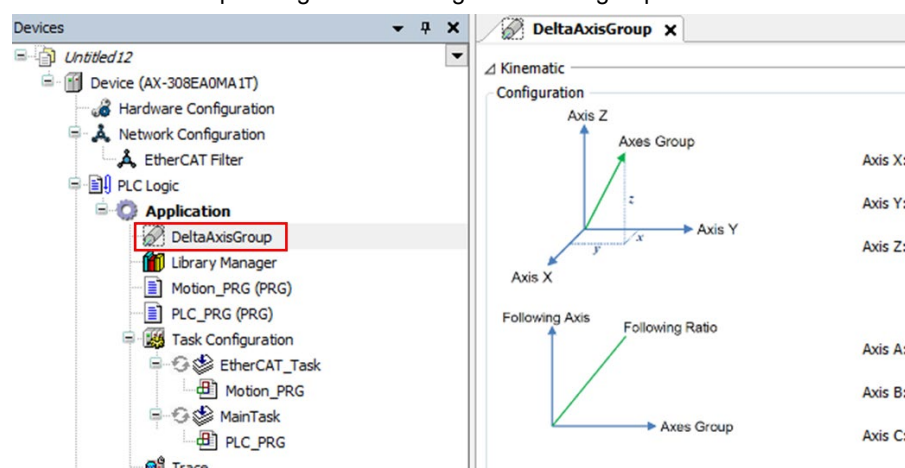 Devices
Untitled12
Device (AX-308EA0MA1T)
Hardware Configuration
Network Configuration
EtherCAT Filter
PLC Logic
Application
DeltaAxisGroup
Library Manager
Motion_PRG (PRG)
PLC_PRG (PRG)
Task Configuration
EtherCAT_Task
Motion_PRG
MainTask
PLC_PRG
Trace
DeltaAxisGroup
Kinematic
Configuration
Axis Z
Axes Group
z
Axis Y
y
x
Axis X
Axis X:
Axis Y:
Axis Z:
Following Axis
Following Ratio
Axes Group
Axis A:
Axis B:
Axis C: